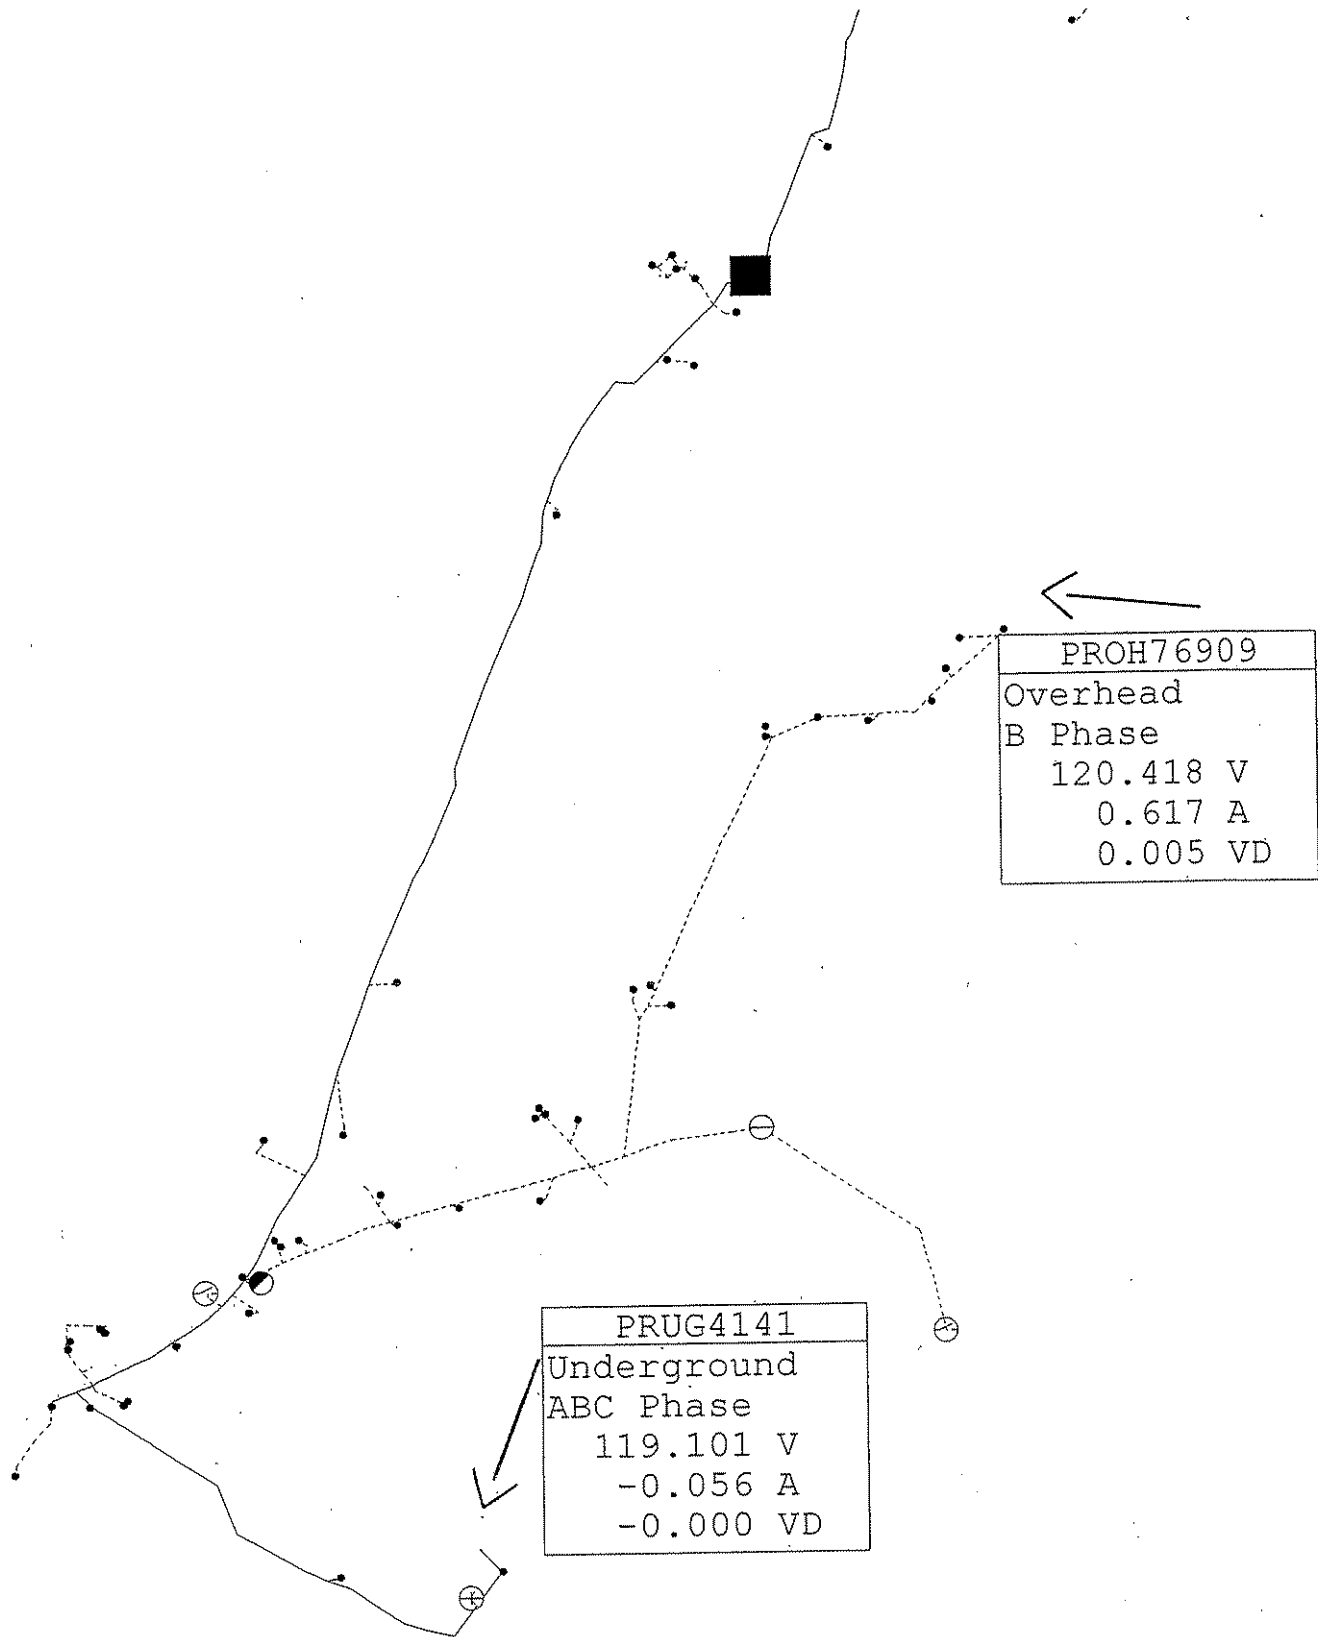 PROH76909
Overhead
B Phase
120.418 V
0.617 A
0.005 VD
PRUG4141
Underground
ABC Phase
119.101 V
-0.056 A
-0.000 VD